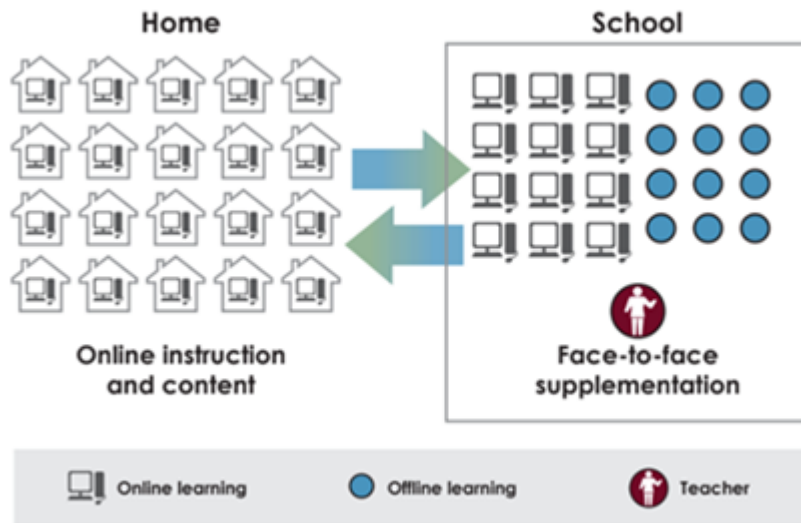 Home
School
Online instruction
and content
Face-to-face
supplementation
Online learning
Offline learning
Teacher